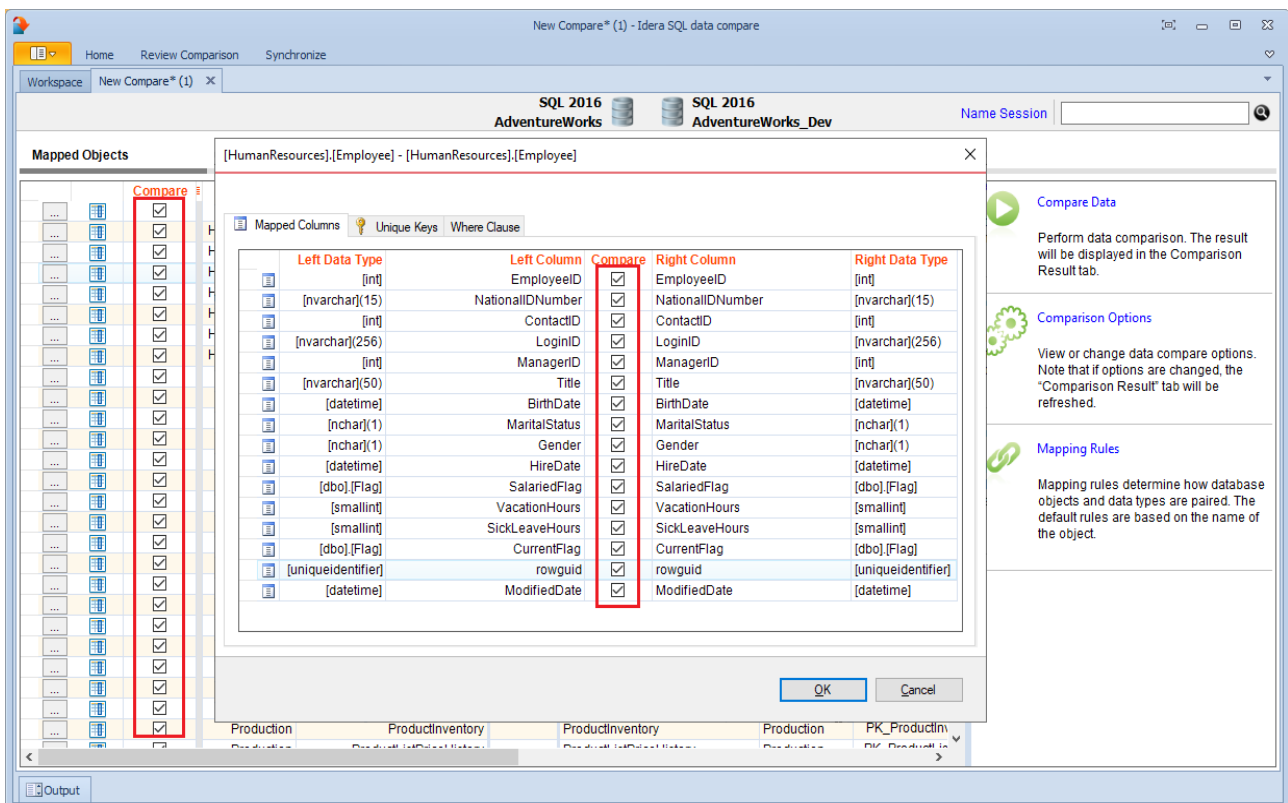 New Compare* (1) - Idera SQL data compare
Home Review Comparison Synchronize
Workspace New Compare* (1)
SQL 2016 SQL 2016
AdventureWorks AdventureWorks_Dev
Name Session
Mapped Objects
[HumanResources].[Employee] - [HumanResources].[Employee]
Compare
Mapped Columns Unique Keys Where Clause
Left Data Type Left Column Compare Right Column Right Data Type
[int] EmployeeID EmployeeID [int]
[nvarchar](15) NationalIDNumber NationalIDNumber [nvarchar](15)
[int] ContactID ContactID [int]
[nvarchar](256) LoginID LoginID [nvarchar](256)
[int] ManagerID ManagerID [int]
[nvarchar](50) Title Title [nvarchar](50)
[datetime] BirthDate BirthDate [datetime]
[nchar](1) MaritalStatus MaritalStatus [nchar](1)
[nchar](1) Gender Gender [nchar](1)
[datetime] HireDate HireDate [datetime]
[dbo].[Flag] SalariedFlag SalariedFlag [dbo].[Flag]
[smallint] VacationHours VacationHours [smallint]
[smallint] SickLeaveHours SickLeaveHours [smallint]
[dbo].[Flag] CurrentFlag CurrentFlag [dbo].[Flag]
[uniqueidentifier] rowguid rowguid [uniqueidentifier]
[datetime] ModifiedDate ModifiedDate [datetime]
OK Cancel
Production ProductInventory ProductInventory Production PK_ProductInv
Compare Data
Perform data comparison. The result
will be displayed in the Comparison
Result tab.
Comparison Options
View or change data compare options.
Note that if options are changed, the
“Comparison Result” tab will be
refreshed.
Mapping Rules
Mapping rules determine how database
objects and data types are paired. The
default rules are based on the name of
the object.
Output